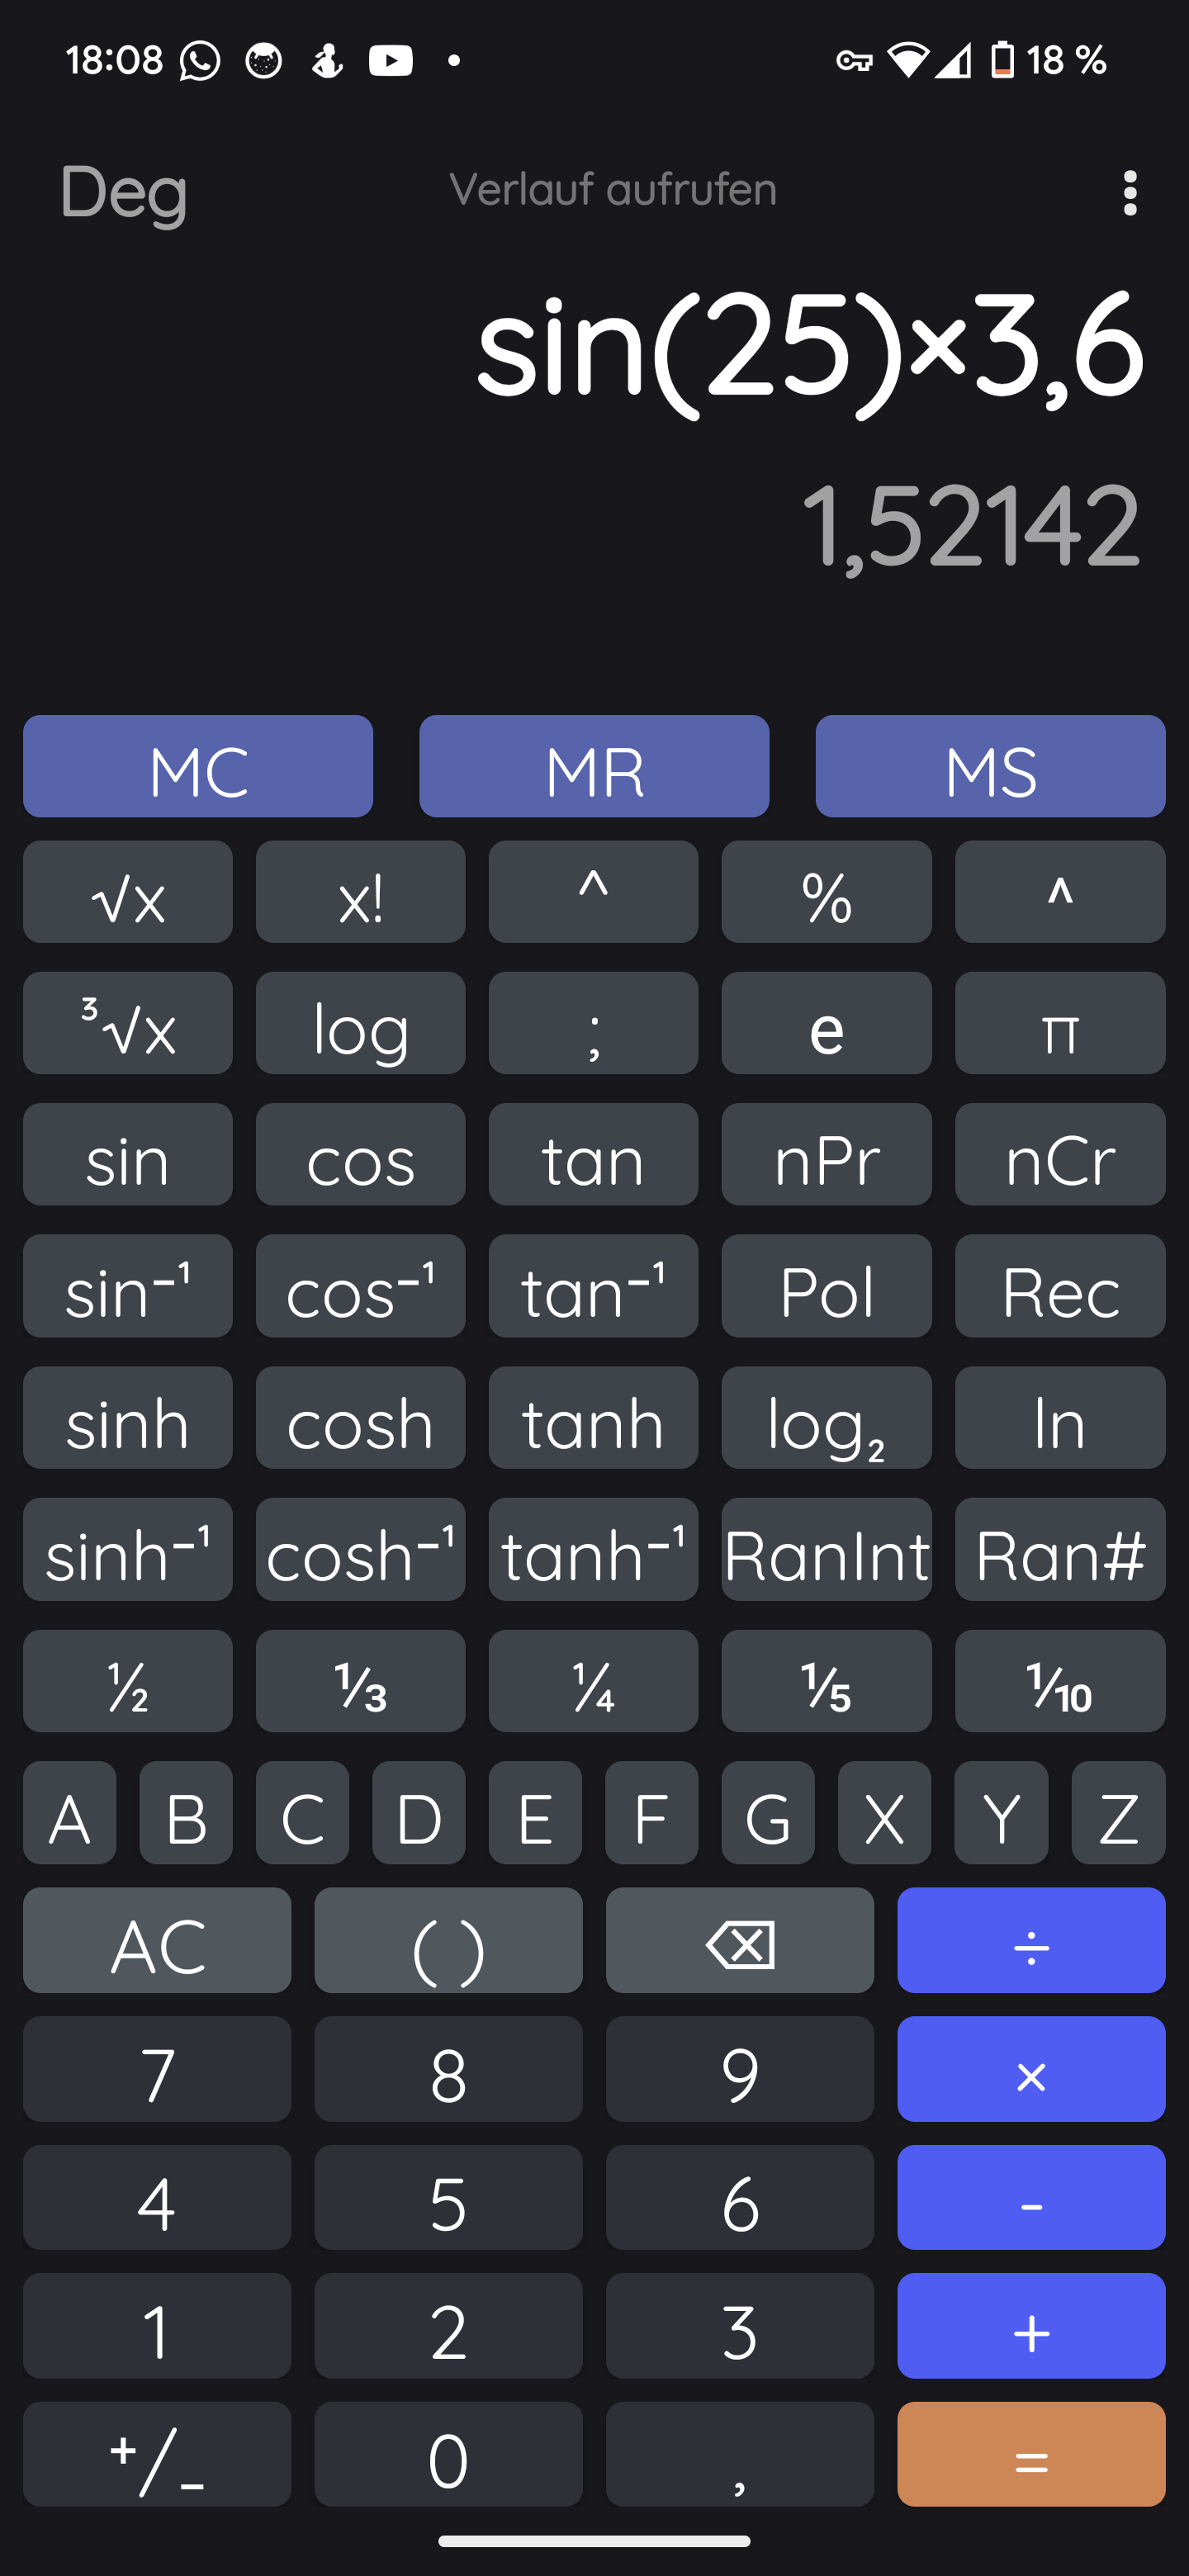 18:08 18 %
Deg Verlauf aufrufen
sin(25)×3,6
1,52142
MC MR MS
√x x! ^ % ^
³√x log ; e π
sin cos tan nPr nCr
sin⁻¹ cos⁻¹ tan⁻¹ Pol Rec
sinh cosh tanh log₂ ln
sinh⁻¹ cosh⁻¹ tanh⁻¹ RanInt Ran#
½ ⅓ ¼ ⅕ ⅒
A B C D E F G X Y Z
AC ( ) ÷
7 8 9 ×
4 5 6 -
1 2 3 +
+/- 0 , =